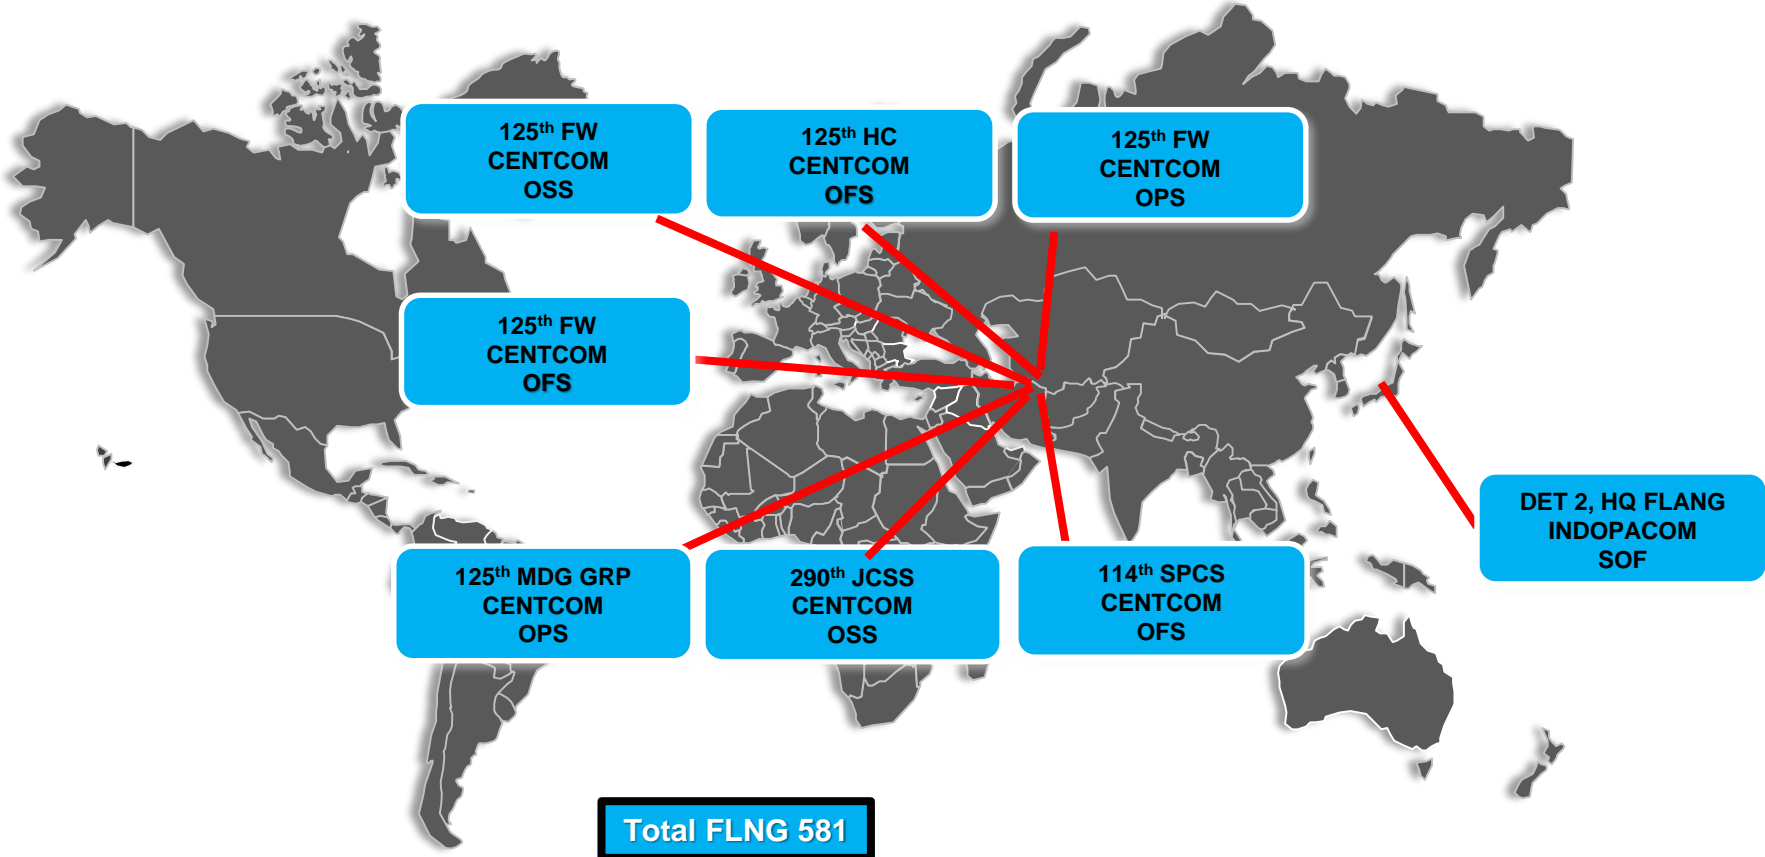 125th FW
CENTCOM
OSS
125th HC
CENTCOM
OFS
125th FW
CENTCOM
OPS
125th FW
CENTCOM
OFS
DET 2, HQ FLANG
INDOPACOM
SOF
125th MDG GRP
CENTCOM
OPS
290th JCSS
CENTCOM
OSS
114th SPCS
CENTCOM
OFS
Total FLNG 581